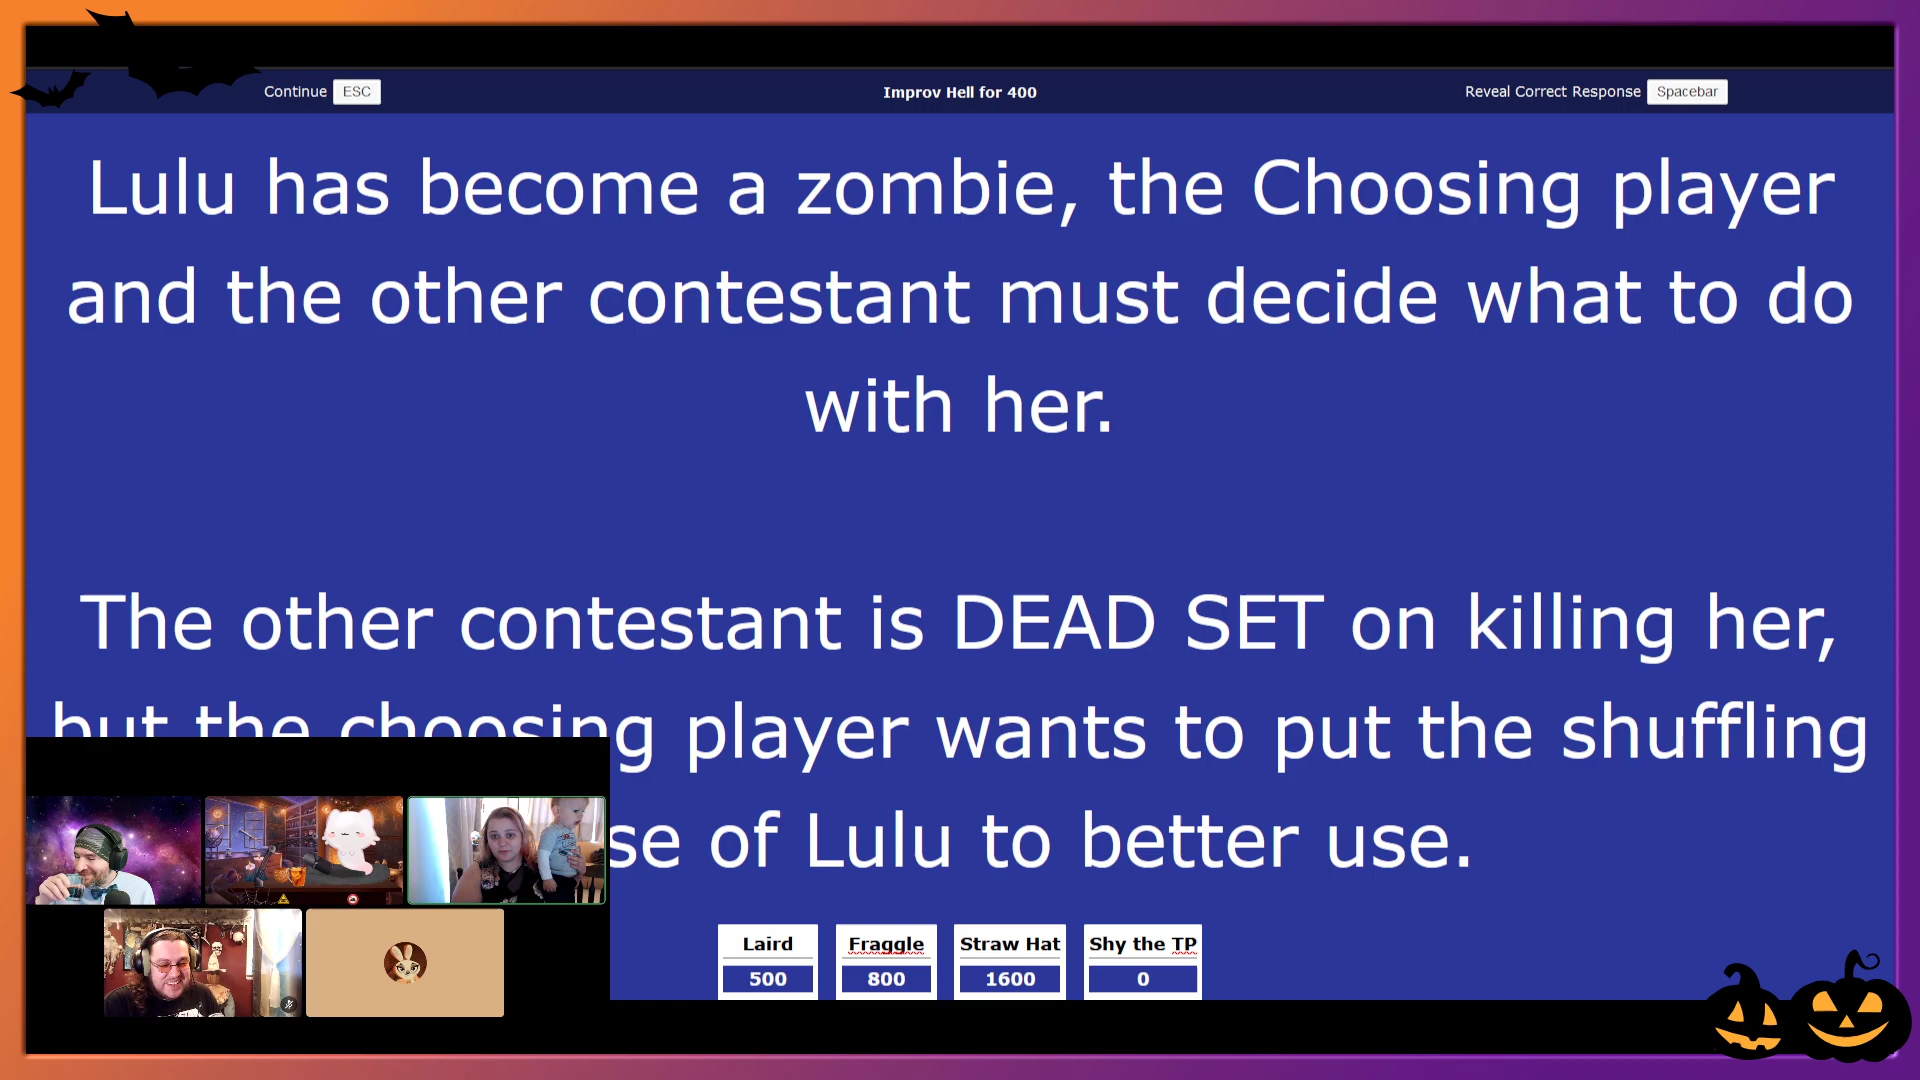 Continue ESC Improv Hell for 400 Reveal Correct Response Spacebar
Lulu has become a zombie, the Choosing player
and the other contestant must decide what to do
with her.
The other contestant is DEAD SET on killing her,
but the choosing player wants to put the shuffling
se of Lulu to better use.
Laird Fraggle Straw Hat Shy the TP
500 800 1600 0